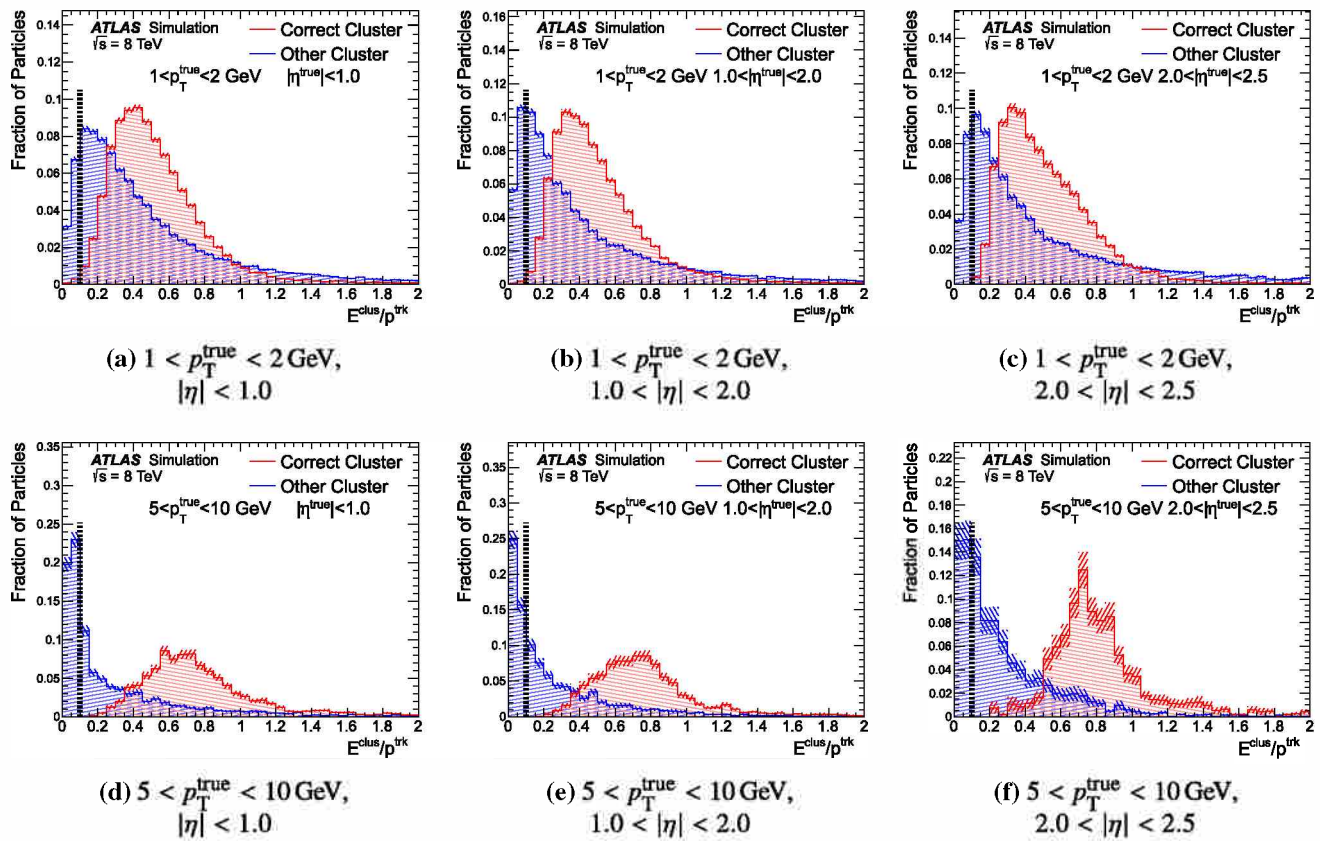 Fraction of Particles
0.14
0.12
0.1
0.08
0.06
0.04
0.02
0
ATLAS Simulation
√s = 8 TeV
Correct Cluster
Other Cluster
1<p_T^true<2 GeV |η^true|<1.0
0 0.2 0.4 0.6 0.8 1 1.2 1.4 1.6 1.8 2
E^clus/p^trk
(a) 1 < p_T^true < 2 GeV,
|η| < 1.0
Fraction of Particles
0.16
0.14
0.12
0.1
0.08
0.06
0.04
0.02
0
ATLAS Simulation
√s = 8 TeV
Correct Cluster
Other Cluster
1<p_T^true<2 GeV 1.0<|η^true|<2.0
0 0.2 0.4 0.6 0.8 1 1.2 1.4 1.6 1.8 2
E^clus/p^trk
(b) 1 < p_T^true < 2 GeV,
1.0 < |η| < 2.0
Fraction of Particles
0.14
0.12
0.1
0.08
0.06
0.04
0.02
0
ATLAS Simulation
√s = 8 TeV
Correct Cluster
Other Cluster
1<p_T^true<2 GeV 2.0<|η^true|<2.5
0 0.2 0.4 0.6 0.8 1 1.2 1.4 1.6 1.8 2
E^clus/p^trk
(c) 1 < p_T^true < 2 GeV,
2.0 < |η| < 2.5
Fraction of Particles
0.35
0.3
0.25
0.2
0.15
0.1
0.05
0
ATLAS Simulation
√s = 8 TeV
Correct Cluster
Other Cluster
5<p_T^true<10 GeV |η^true|<1.0
0 0.2 0.4 0.6 0.8 1 1.2 1.4 1.6 1.8 2
E^clus/p^trk
(d) 5 < p_T^true < 10 GeV,
|η| < 1.0
Fraction of Particles
0.35
0.3
0.25
0.2
0.15
0.1
0.05
0
ATLAS Simulation
√s = 8 TeV
Correct Cluster
Other Cluster
5<p_T^true<10 GeV 1.0<|η^true|<2.0
0 0.2 0.4 0.6 0.8 1 1.2 1.4 1.6 1.8 2
E^clus/p^trk
(e) 5 < p_T^true < 10 GeV,
1.0 < |η| < 2.0
Fraction of Particles
0.22
0.2
0.18
0.16
0.14
0.12
0.1
0.08
0.06
0.04
0.02
0
ATLAS Simulation
√s = 8 TeV
Correct Cluster
Other Cluster
5<p_T^true<10 GeV 2.0<|η^true|<2.5
0 0.2 0.4 0.6 0.8 1 1.2 1.4 1.6 1.8 2
E^clus/p^trk
(f) 5 < p_T^true < 10 GeV,
2.0 < |η| < 2.5